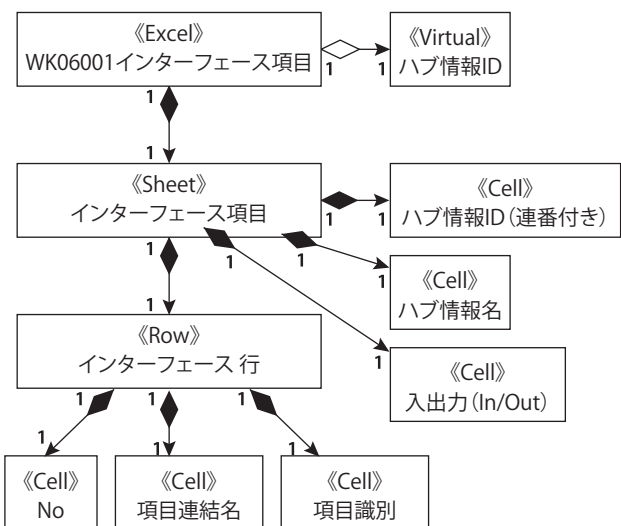 《Excel》
WK06001インターフェース項目
1
1
《Virtual》
ハブ情報ID
1
1
《Sheet》
インターフェース項目
1
1
《Cell》
ハブ情報ID(連番付き)
1
1
1
1
《Cell》
ハブ情報名
1
1
《Row》
インターフェース 行
1
《Cell》
入出力(In/Out)
1
1
1
1
1
1
《Cell》
No
《Cell》
項目連結名
《Cell》
項目識別